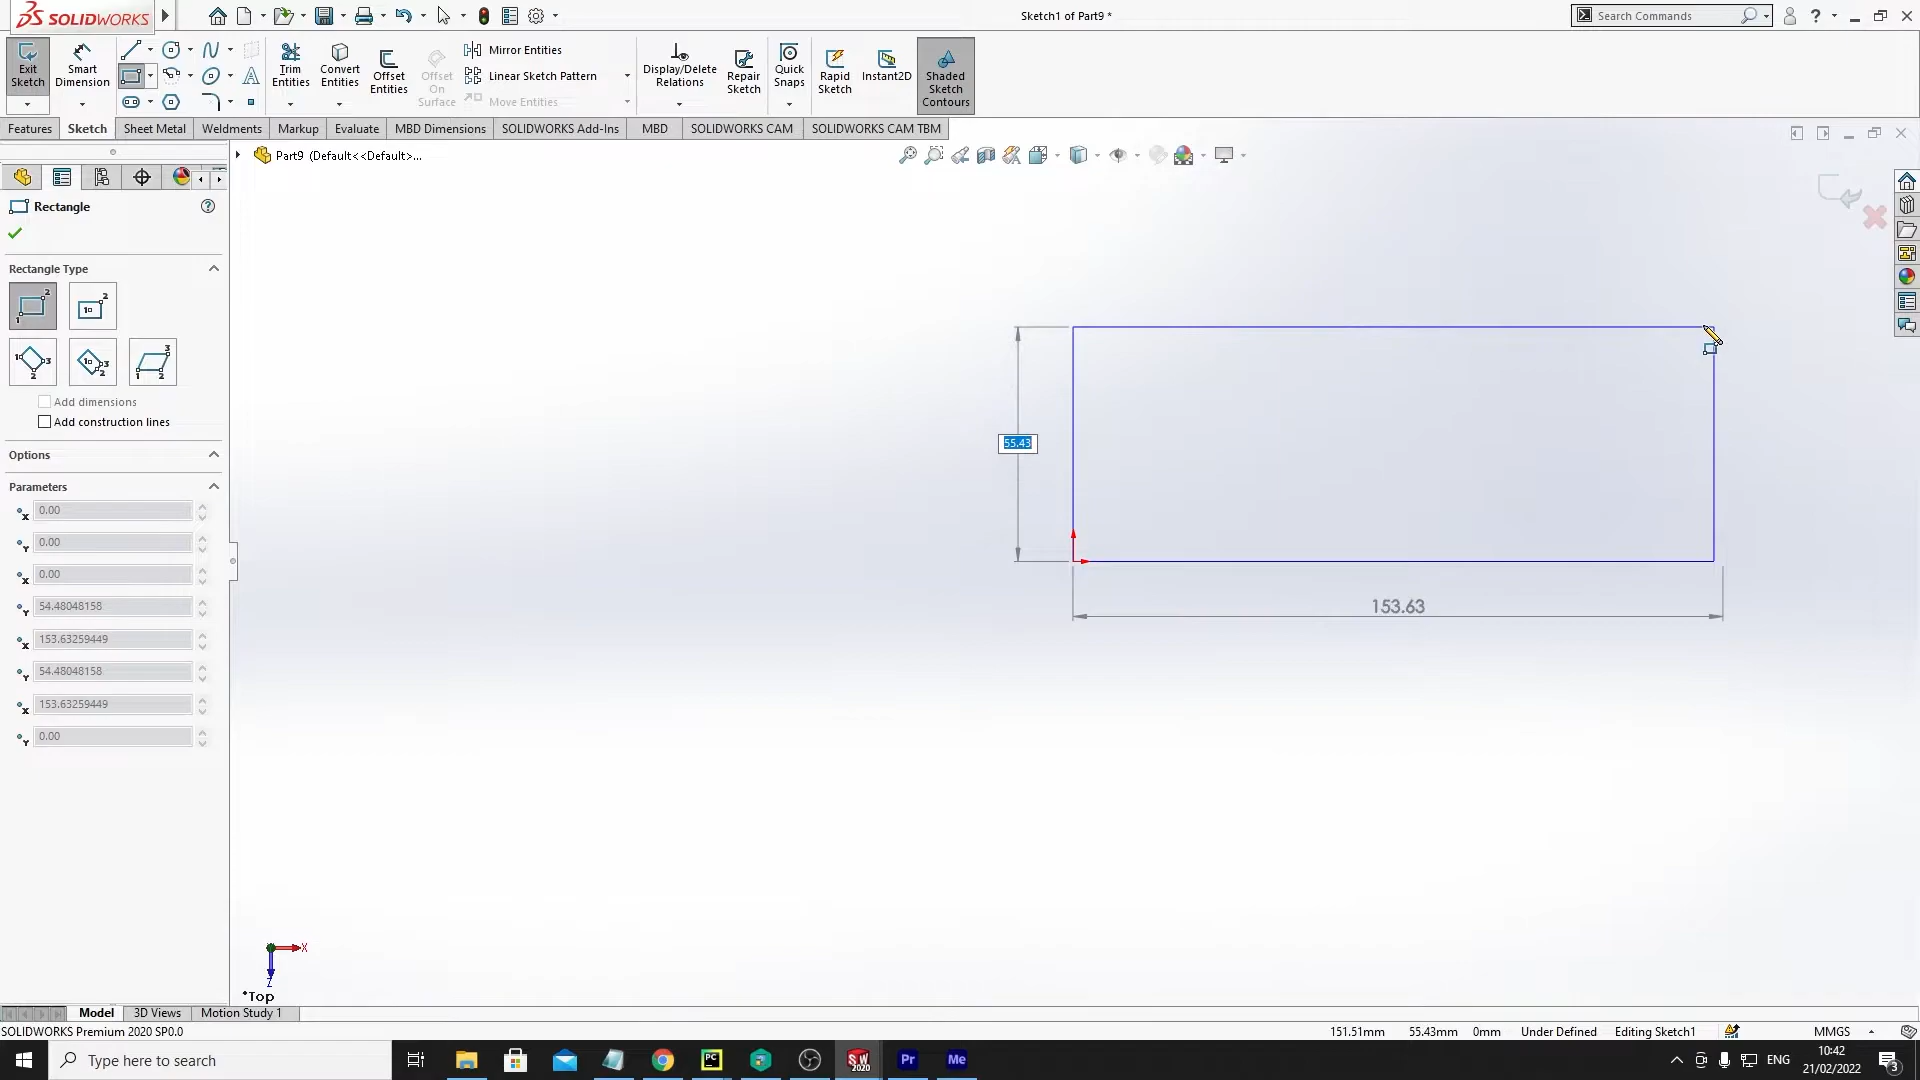 SOLIDWORKS
Sketch1 of Part9 *
Search Commands
Exit Sketch
Smart Dimension
Trim Entities
Convert Entities
Offset Entities
Offset On Surface
Mirror Entities
Linear Sketch Pattern
Move Entities
Display/Delete Relations
Repair Sketch
Quick Snaps
Rapid Sketch
Instant2D
Shaded Sketch Contours
Features
Sketch
Sheet Metal
Weldments
Markup
Evaluate
MBD Dimensions
SOLIDWORKS Add-Ins
MBD
SOLIDWORKS CAM
SOLIDWORKS CAM TBM
Part9 (Default<<Default>...
Rectangle
Rectangle Type
Add dimensions
Add construction lines
Options
Parameters
0.00
0.00
0.00
54.48048158
153.63259449
54.48048158
153.63259449
0.00
55.43
153.63
X
Z
*Top
Model
3D Views
Motion Study 1
SOLIDWORKS Premium 2020 SP0.0
151.51mm
55.43mm
0mm
Under Defined
Editing Sketch1
MMGS
Type here to search
PC
SW 2020
Pr
Me
ENG
10:42
21/02/2022
3